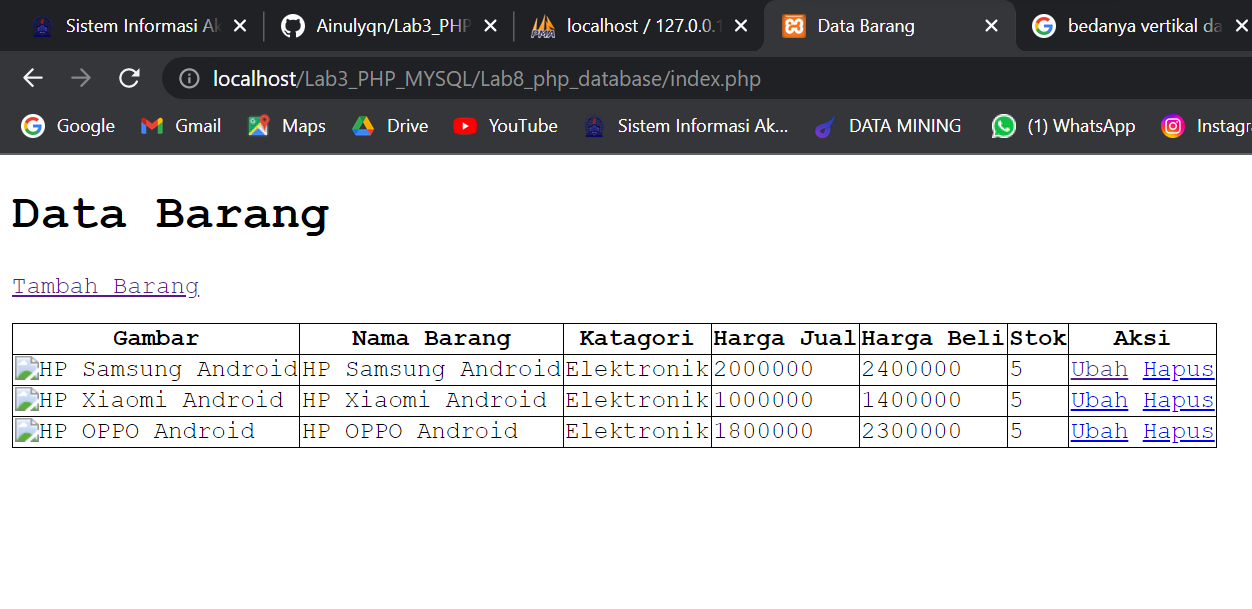 Sistem Informasi Ak
Ainulyqn/Lab3_PHP
localhost / 127.0.0.1
Data Barang
bedanya vertikal da
localhost/Lab3_PHP_MYSQL/Lab8_php_database/index.php
Google Gmail Maps Drive YouTube Sistem Informasi Ak... DATA MINING (1) WhatsApp Instagr
Data Barang
Tambah Barang
Gambar Nama Barang Katagori Harga Jual Harga Beli Stok Aksi
HP Samsung Android HP Samsung Android Elektronik 2000000 2400000 5 Ubah Hapus
HP Xiaomi Android HP Xiaomi Android Elektronik 1000000 1400000 5 Ubah Hapus
HP OPPO Android HP OPPO Android Elektronik 1800000 2300000 5 Ubah Hapus